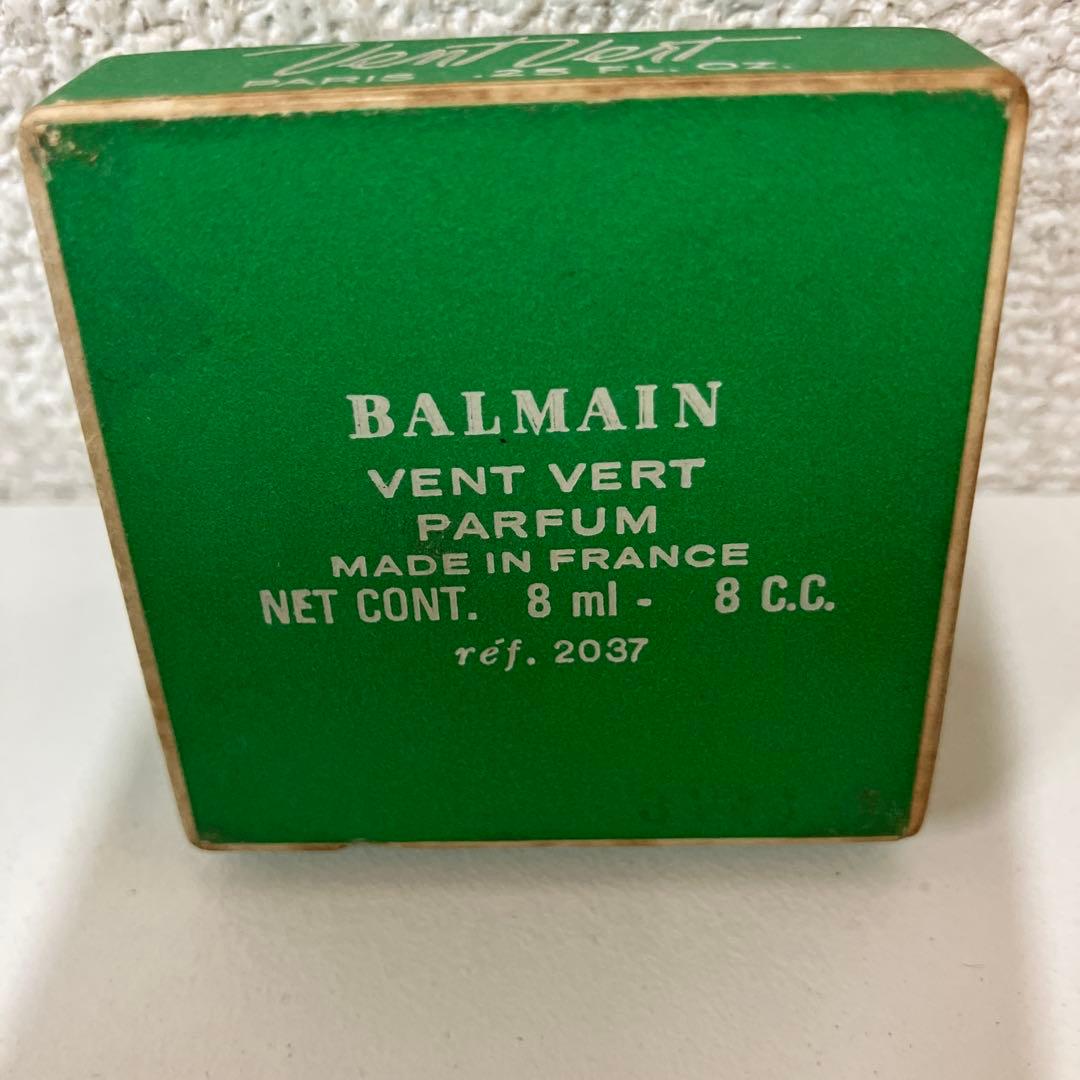 Vent Vert
PARIS .25 FL. OZ.
BALMAIN
VENT VERT
PARFUM
MADE IN FRANCE
NET CONT. 8 ml - 8 C.C.
réf. 2037